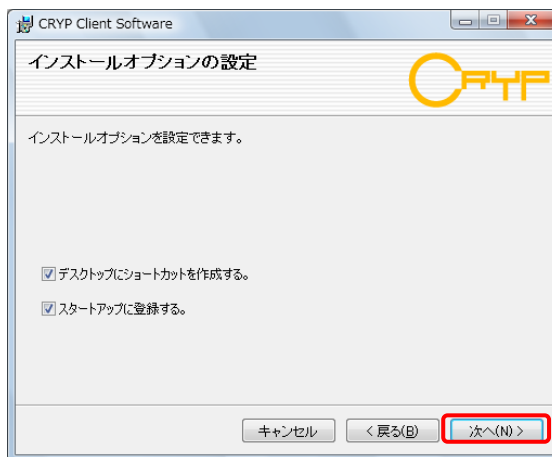 CRYP Client Software
インストールオプションの設定
CRYP
インストールオプションを設定できます。
デスクトップにショートカットを作成する。
スタートアップに登録する。
キャンセル
< 戻る(B)
次へ(N) >